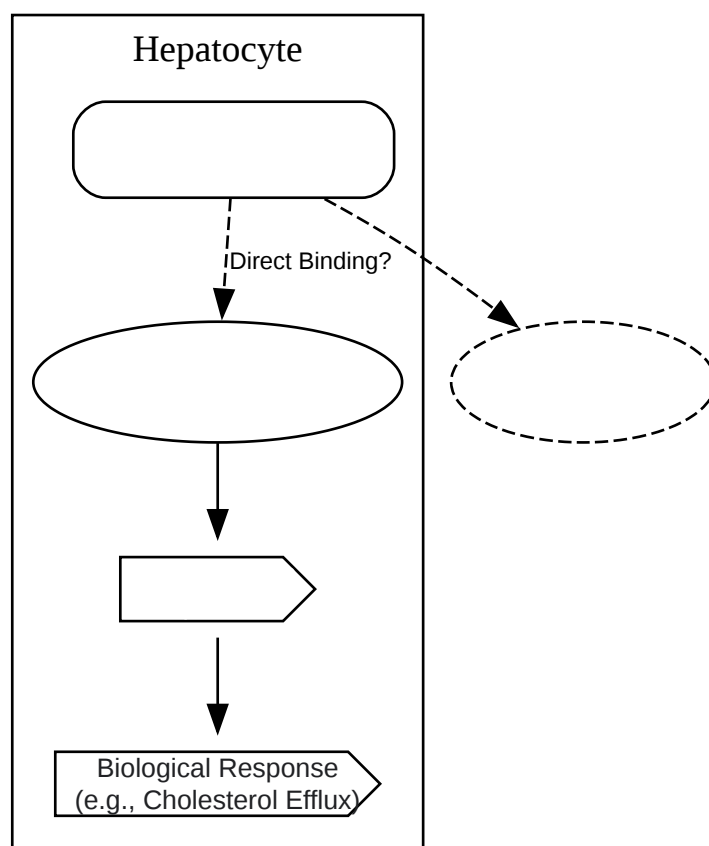 Hepatocyte
Direct Binding?
Biological Response
(e.g., Cholesterol Efflux)